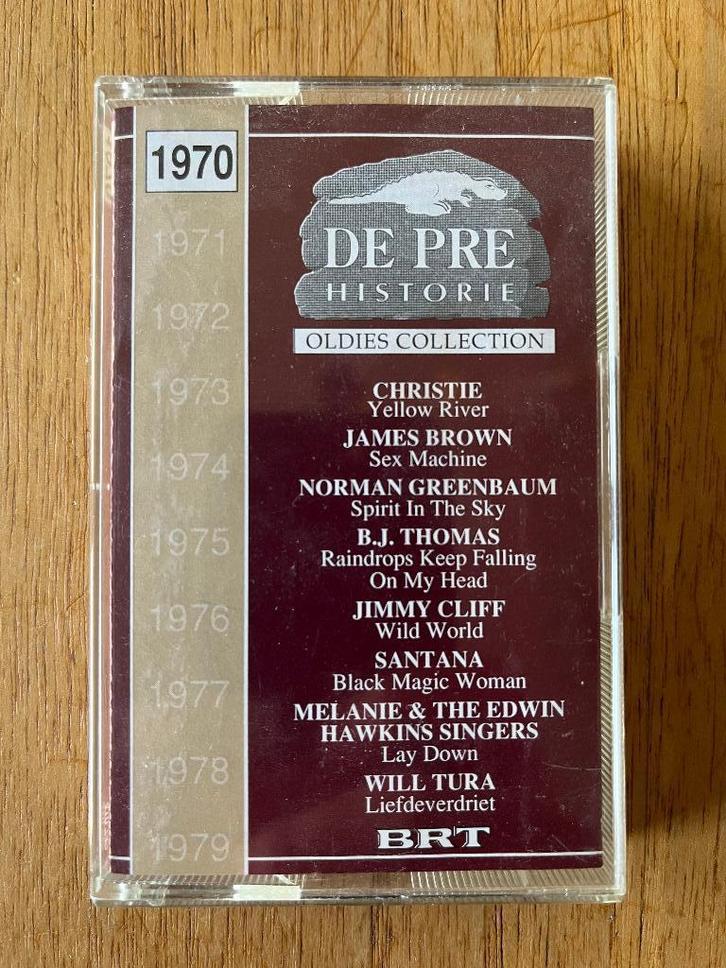 1970
1971
1972
1973
1974
1975
1976
1977
1978
1979
DE PRE
HISTORIE
OLDIES COLLECTION
CHRISTIE
Yellow River
JAMES BROWN
Sex Machine
NORMAN GREENBAUM
Spirit In The Sky
B.J. THOMAS
Raindrops Keep Falling
On My Head
JIMMY CLIFF
Wild World
SANTANA
Black Magic Woman
MELANIE & THE EDWIN
HAWKINS SINGERS
Lay Down
WILL TURA
Liefdeverdriet
BRT